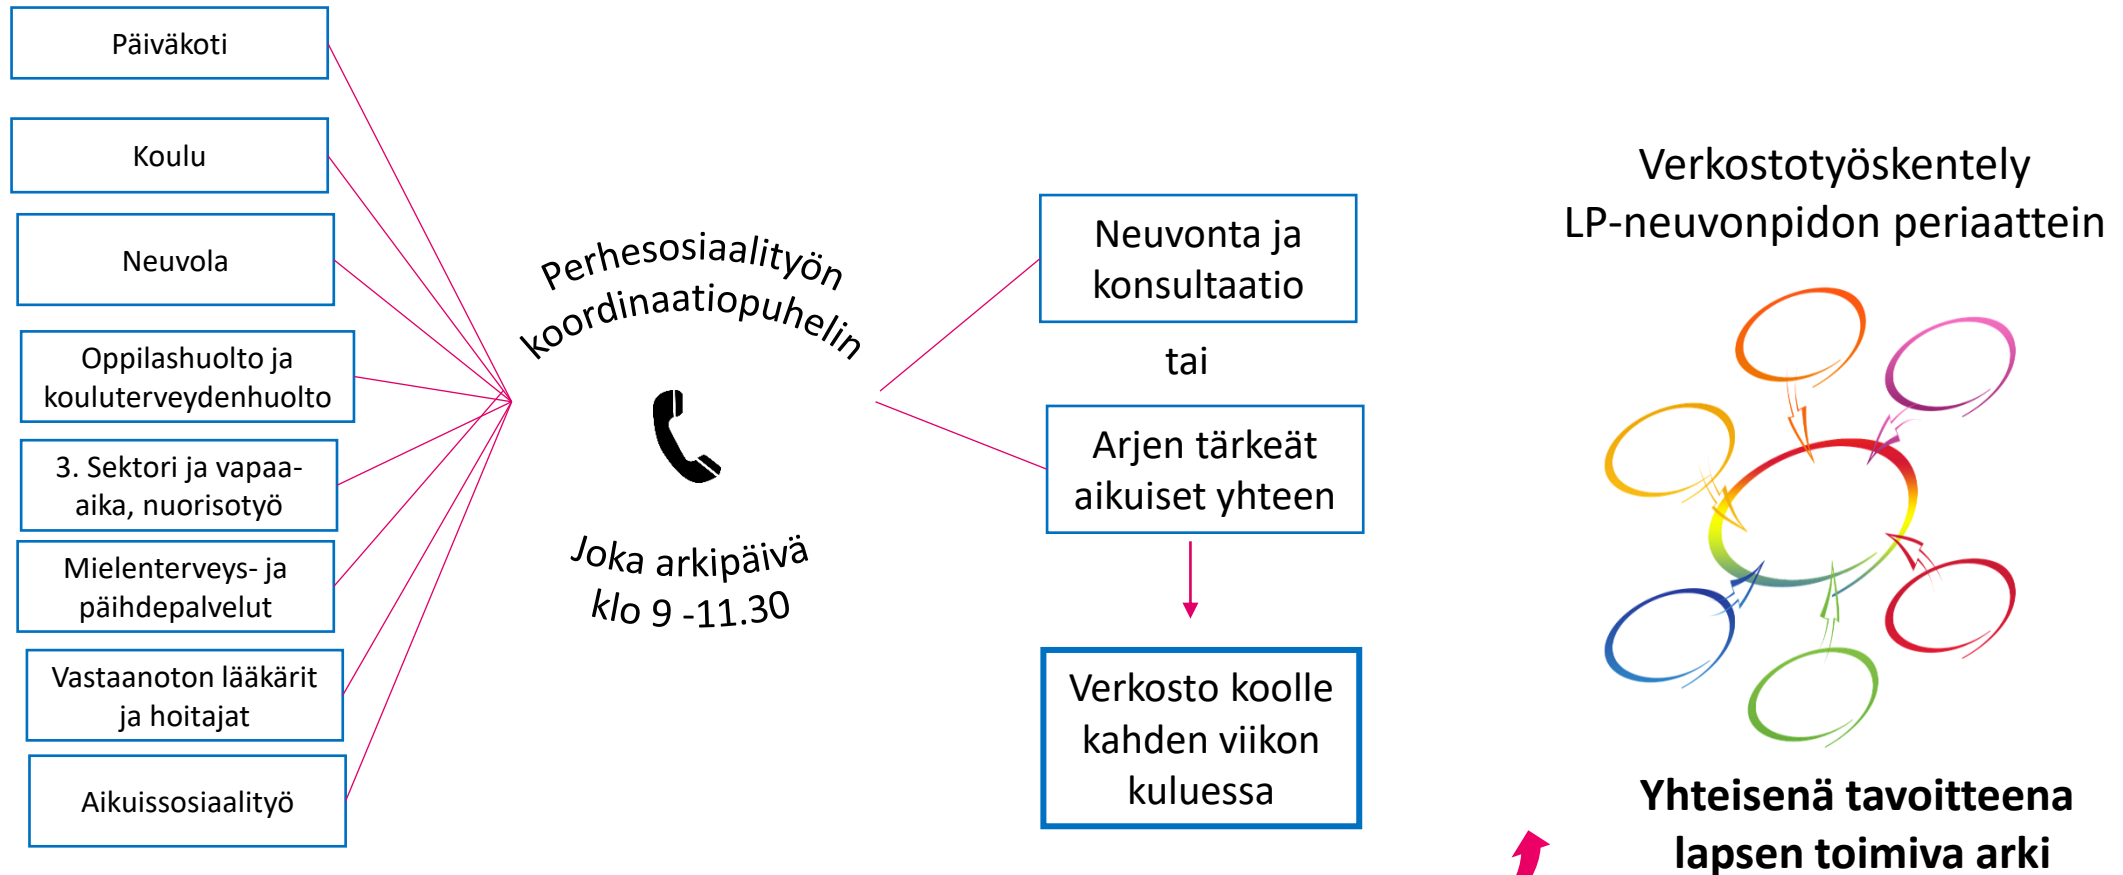 Päiväkoti
Koulu
Neuvola
Oppilashuolto ja
kouluterveydenhuolto
3. Sektori ja vapaa-
aika, nuorisotyö
Mielenterveys- ja
päihdepalvelut
Vastaanoton lääkärit
ja hoitajat
Aikuissosiaalityö
Perhesosiaalityön
koordinaatiopuhelin
Joka arkipäivä
klo 9 -11.30
Neuvonta ja
konsultaatio
tai
Arjen tärkeät
aikuiset yhteen
Verkosto koolle
kahden viikon
kuluessa
Verkostotyöskentely
LP-neuvonpidon periaattein
Yhteisenä tavoitteena
lapsen toimiva arki